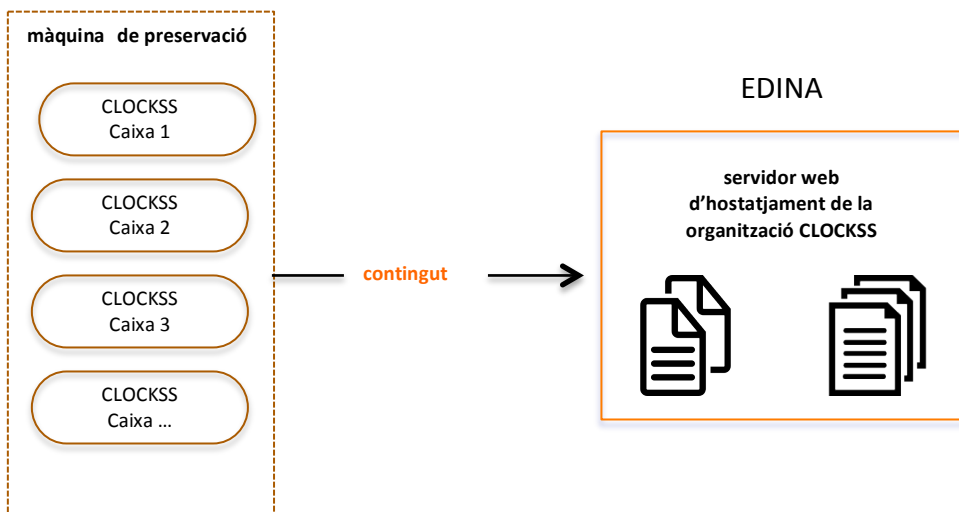 màquina de preservació
CLOCKSS
Caixa 1
CLOCKSS
Caixa 2
CLOCKSS
Caixa 3
CLOCKSS
Caixa ...
contingut
EDINA
servidor web
d’hostatjament de la
organització CLOCKSS